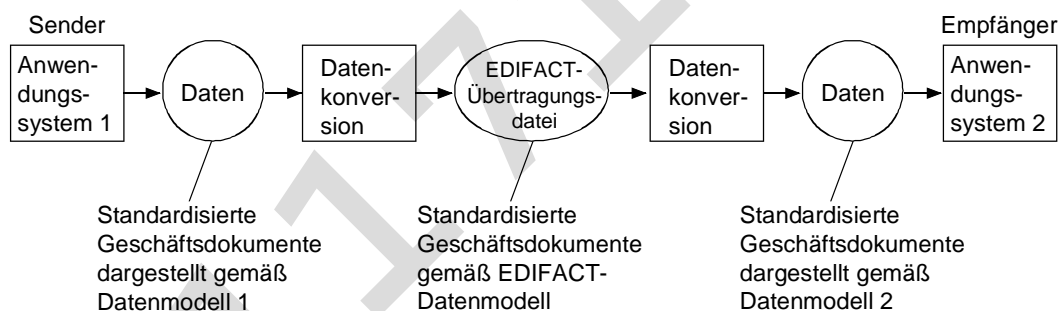 Sender
Empfänger
Anwen-
dungs-
system 1
Daten
Daten-
konver-
sion
EDIFACT-
Übertragungs-
datei
Daten-
konver-
sion
Daten
Anwen-
dungs-
system 2
Standardisierte
Geschäftsdokumente
dargestellt gemäß
Datenmodell 1
Standardisierte
Geschäftsdokumente
gemäß EDIFACT-
Datenmodell
Standardisierte
Geschäftsdokumente
dargestellt gemäß
Datenmodell 2